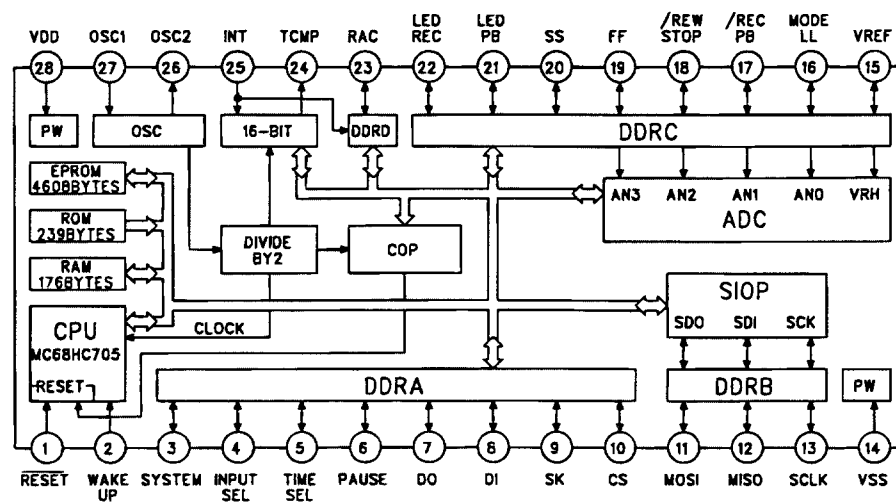 VDD OSC1 OSC2 INT TCMP RAC LED REC LED PB SS FF /REW STOP /REC PB MODE LL VREF
28 27 26 25 24 23 22 21 20 19 18 17 16 15
PW OSC 16-BIT DDRD DDRC
EPROM
4608BYTES
AN3 AN2 AN1 AN0 VRH
ADC
ROM
239BYTES
DIVIDE
BY2
COP
RAM
176BYTES
SIOP
SDO SDI SCK
CPU
MC68HC705
RESET
CLOCK
DDRA DDRB PW
1 2 3 4 5 6 7 8 9 10 11 12 13 14
RESET WAKE UP SYSTEM INPUT SEL TIME SEL PAUSE DO DI SK CS MOSI MISO SCLK VSS